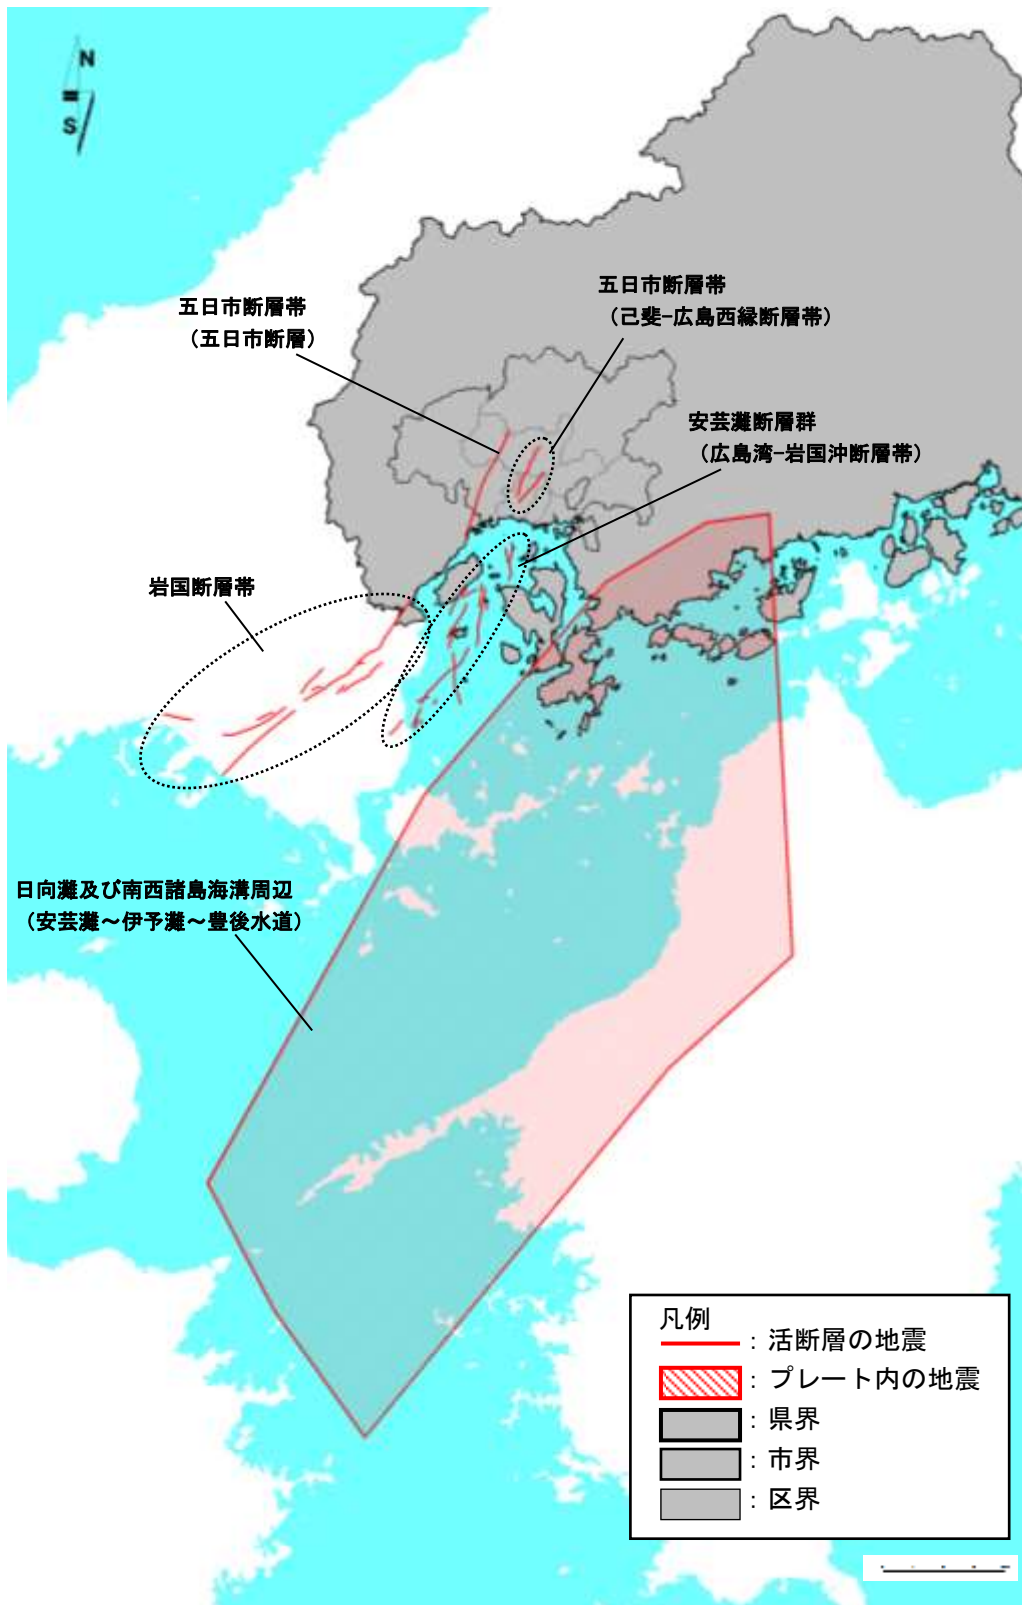 N
S
五日市断層帯
（己斐-広島西縁断層帯）
五日市断層帯
（五日市断層）
安芸灘断層群
（広島湾-岩国沖断層帯）
岩国断層帯
日向灘及び南西諸島海溝周辺
（安芸灘～伊予灘～豊後水道）
凡例
：活断層の地震
：プレート内の地震
：県界
：市界
：区界